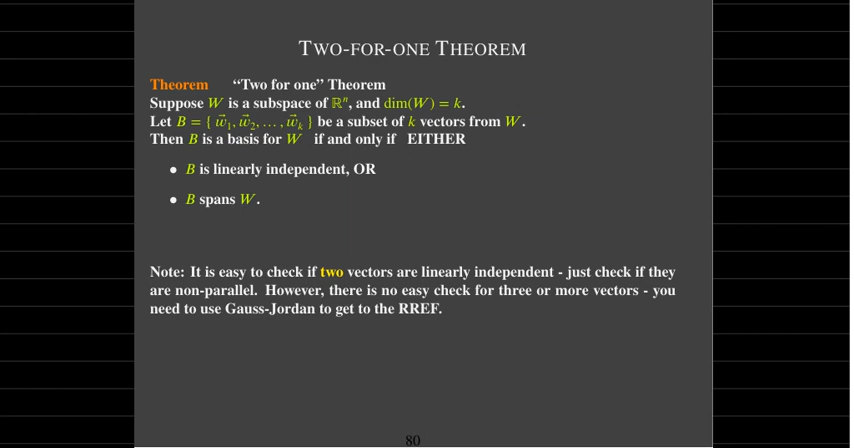 TWO-FOR-ONE THEOREM
Theorem “Two for one” Theorem
Suppose W is a subspace of ℝⁿ, and dim(W) = k.
Let B = { w⃗₁, w⃗₂, …, w⃗ₖ } be a subset of k vectors from W.
Then B is a basis for W if and only if EITHER
• B is linearly independent, OR
• B spans W.
Note: It is easy to check if two vectors are linearly independent - just check if they
are non-parallel. However, there is no easy check for three or more vectors - you
need to use Gauss-Jordan to get to the RREF.
80